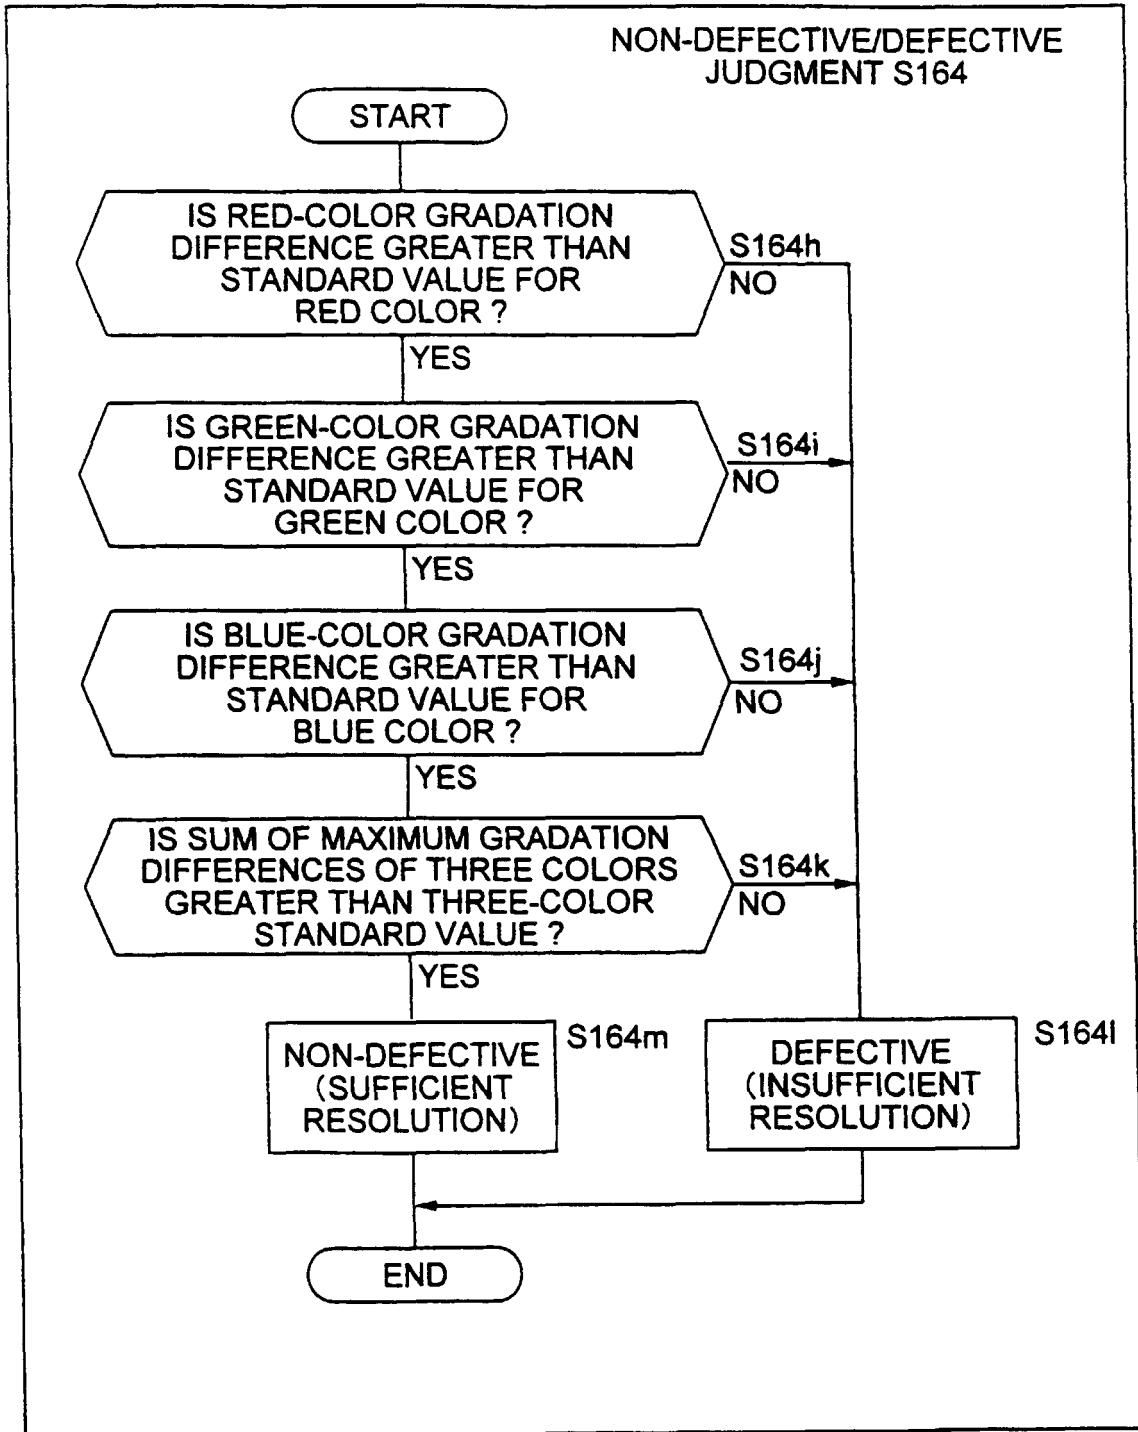 NON-DEFECTIVE/DEFECTIVE
JUDGMENT S164
START
IS RED-COLOR GRADATION
DIFFERENCE GREATER THAN
STANDARD VALUE FOR
RED COLOR ?
S164h
NO
YES
IS GREEN-COLOR GRADATION
DIFFERENCE GREATER THAN
STANDARD VALUE FOR
GREEN COLOR ?
S164i
NO
YES
IS BLUE-COLOR GRADATION
DIFFERENCE GREATER THAN
STANDARD VALUE FOR
BLUE COLOR ?
S164j
NO
YES
IS SUM OF MAXIMUM GRADATION
DIFFERENCES OF THREE COLORS
GREATER THAN THREE-COLOR
STANDARD VALUE ?
S164k
NO
YES
NON-DEFECTIVE
(SUFFICIENT
RESOLUTION)
S164m
DEFECTIVE
(INSUFFICIENT
RESOLUTION)
S164l
END